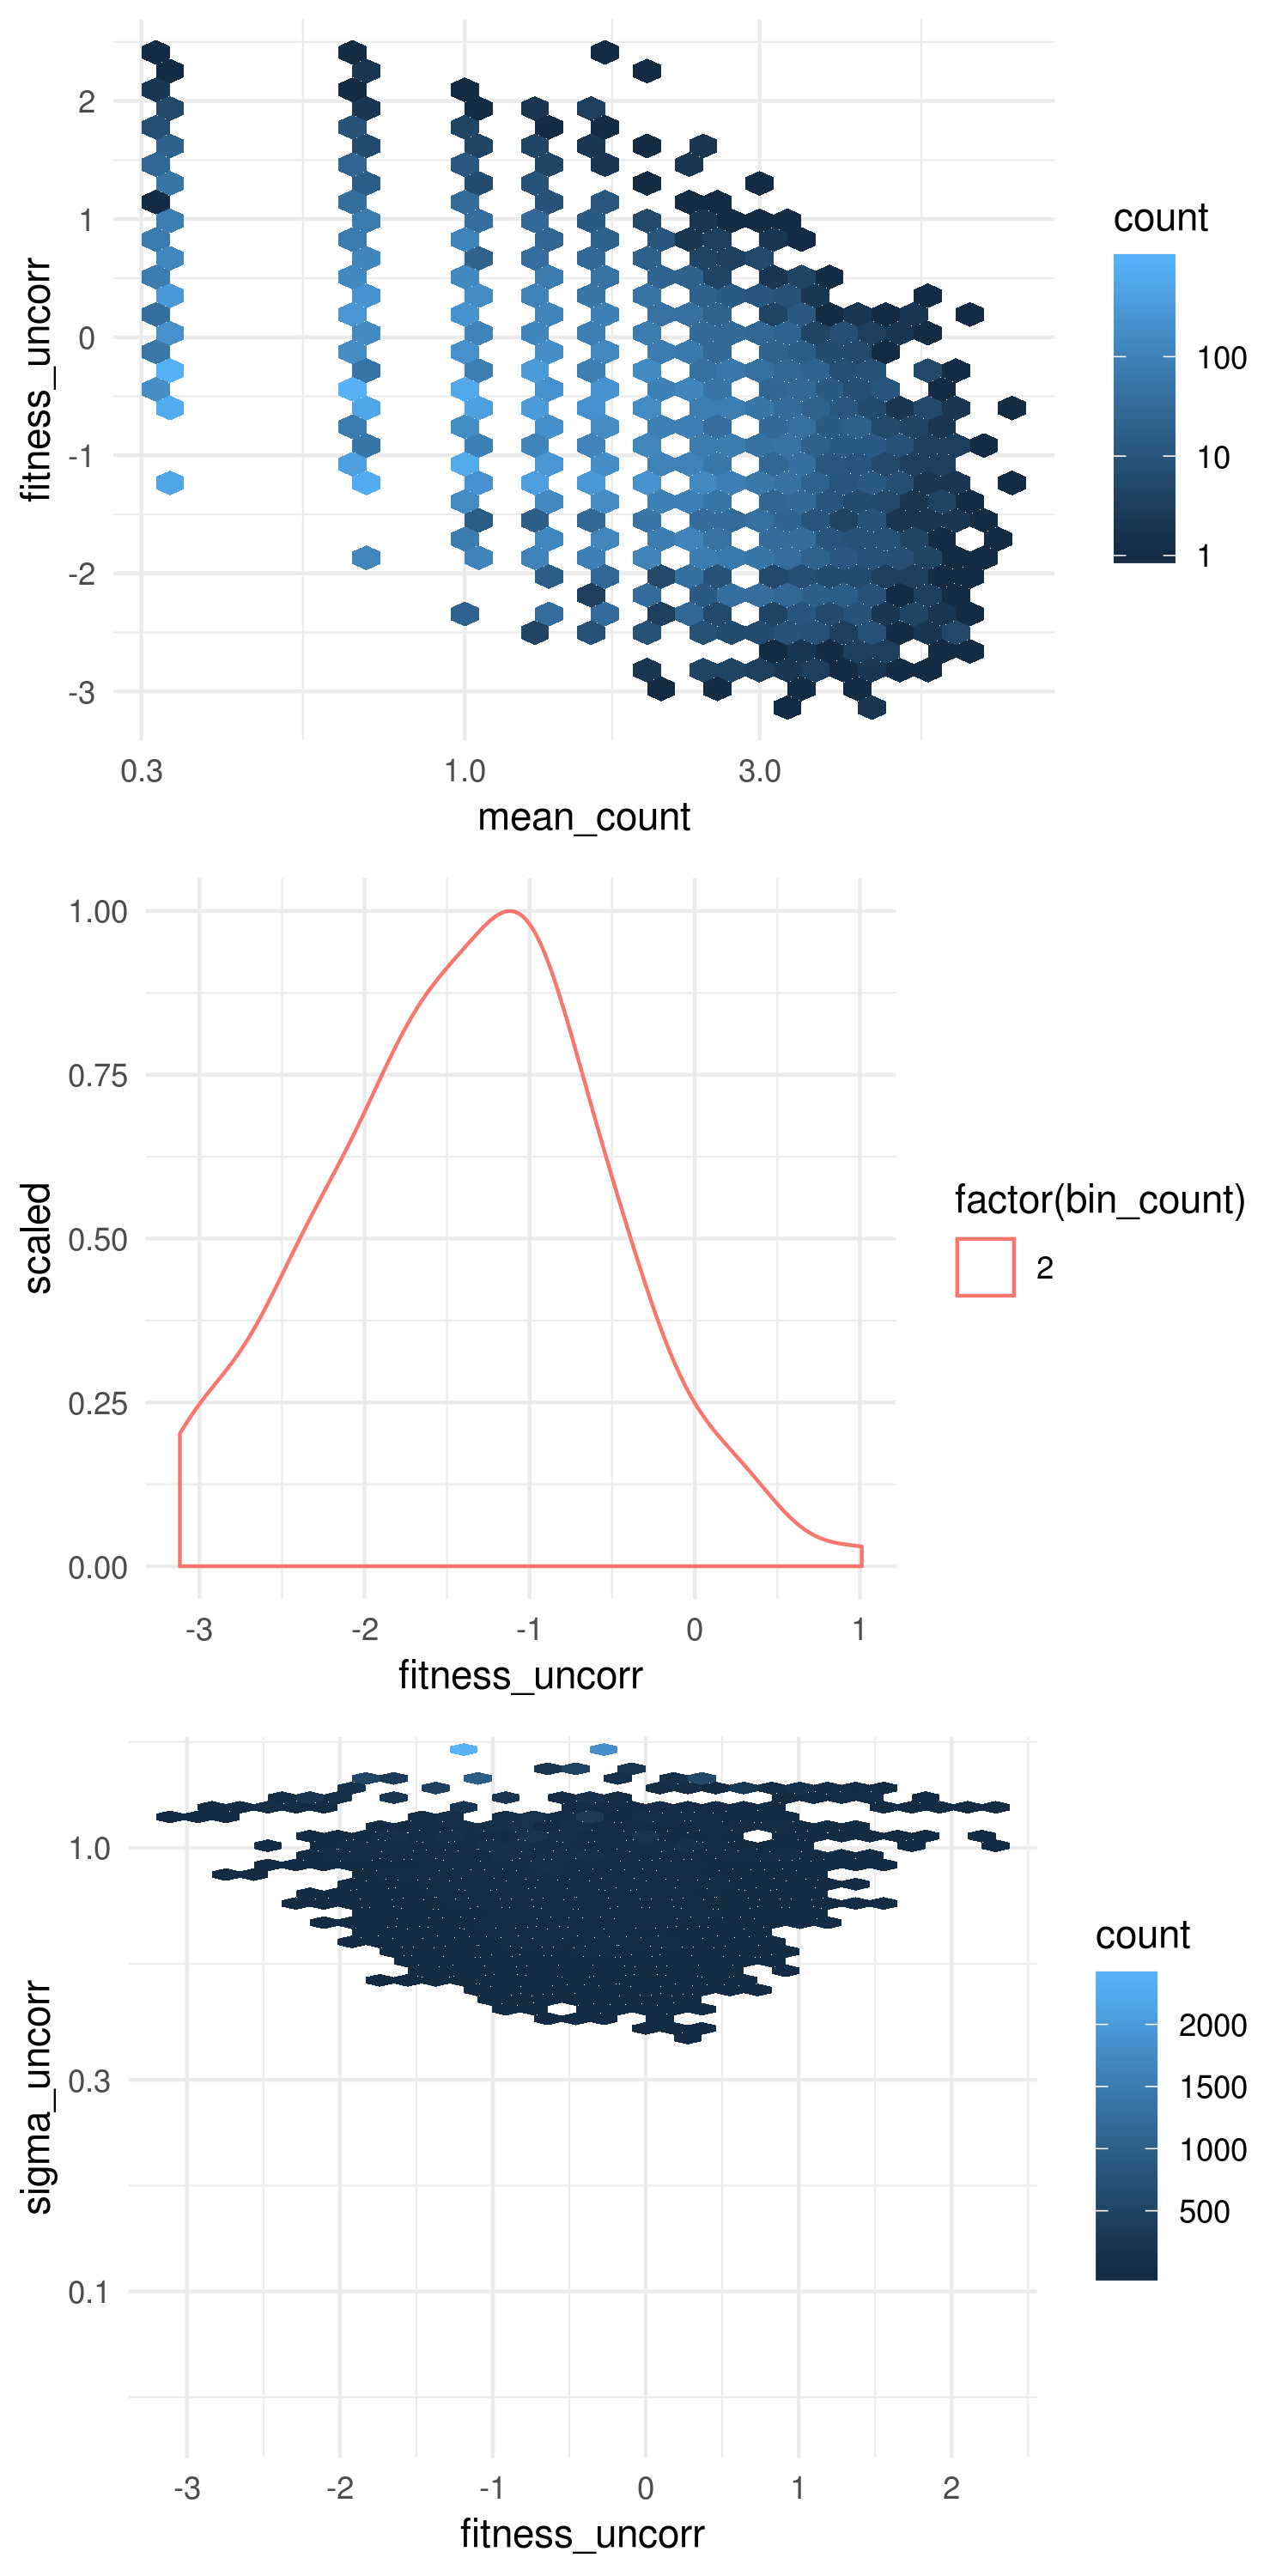 2
1
0
-1
-2
-3
fitness_uncorr
0.3 1.0 3.0
mean_count
count
100
10
1
1.00
0.75
0.50
0.25
0.00
scaled
-3 -2 -1 0 1
fitness_uncorr
factor(bin_count)
2
1.0
0.3
0.1
sigma_uncorr
-3 -2 -1 0 1 2
fitness_uncorr
count
2000
1500
1000
500